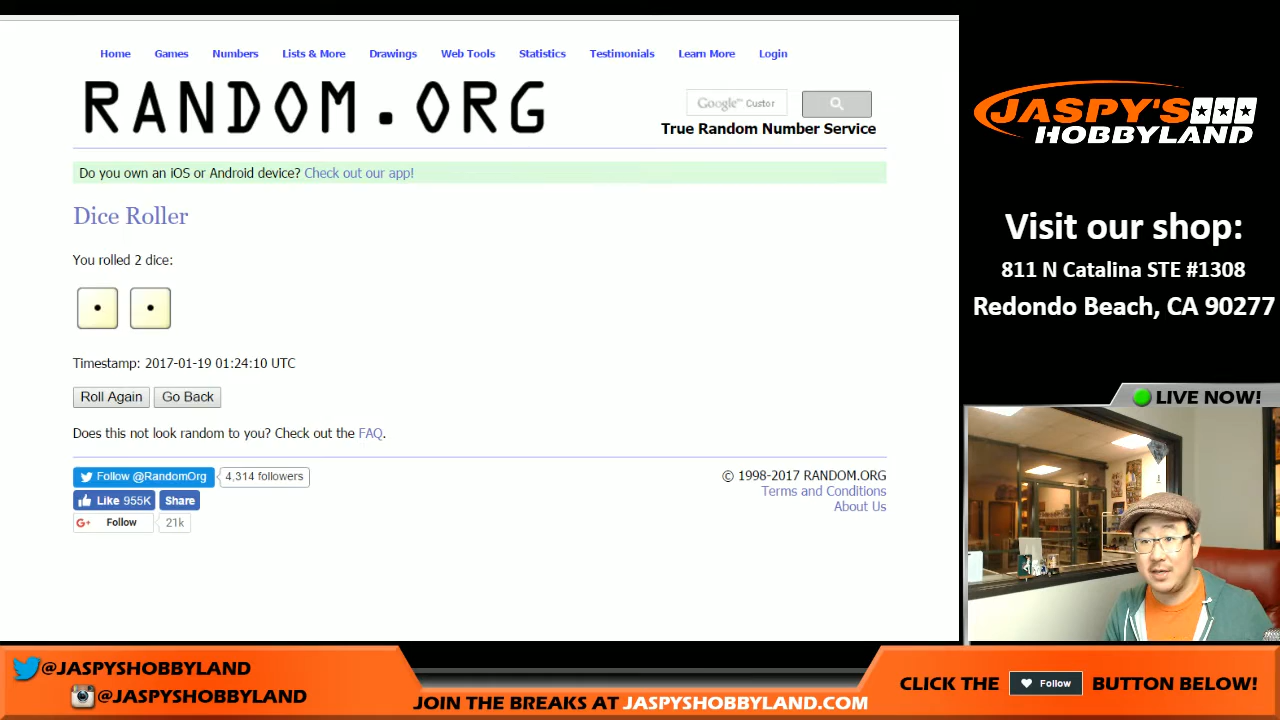 Home Games Numbers Lists & More Drawings Web Tools Statistics Testimonials Learn More Login
RANDOM.ORG
Google™ Custor
True Random Number Service
Do you own an iOS or Android device? Check out our app!
Dice Roller
You rolled 2 dice:
Timestamp: 2017-01-19 01:24:10 UTC
Roll Again Go Back
Does this not look random to you? Check out the FAQ.
Follow @RandomOrg 4,314 followers
Like 955K Share
G+ Follow 21k
© 1998-2017 RANDOM.ORG
Terms and Conditions
About Us
JASPY'S
HOBBYLAND
Visit our shop:
811 N Catalina STE #1308
Redondo Beach, CA 90277
LIVE NOW!
@JASPYSHOBBYLAND
@JASPYSHOBBYLAND
JOIN THE BREAKS AT JASPYSHOBBYLAND.COM
CLICK THE Follow BUTTON BELOW!